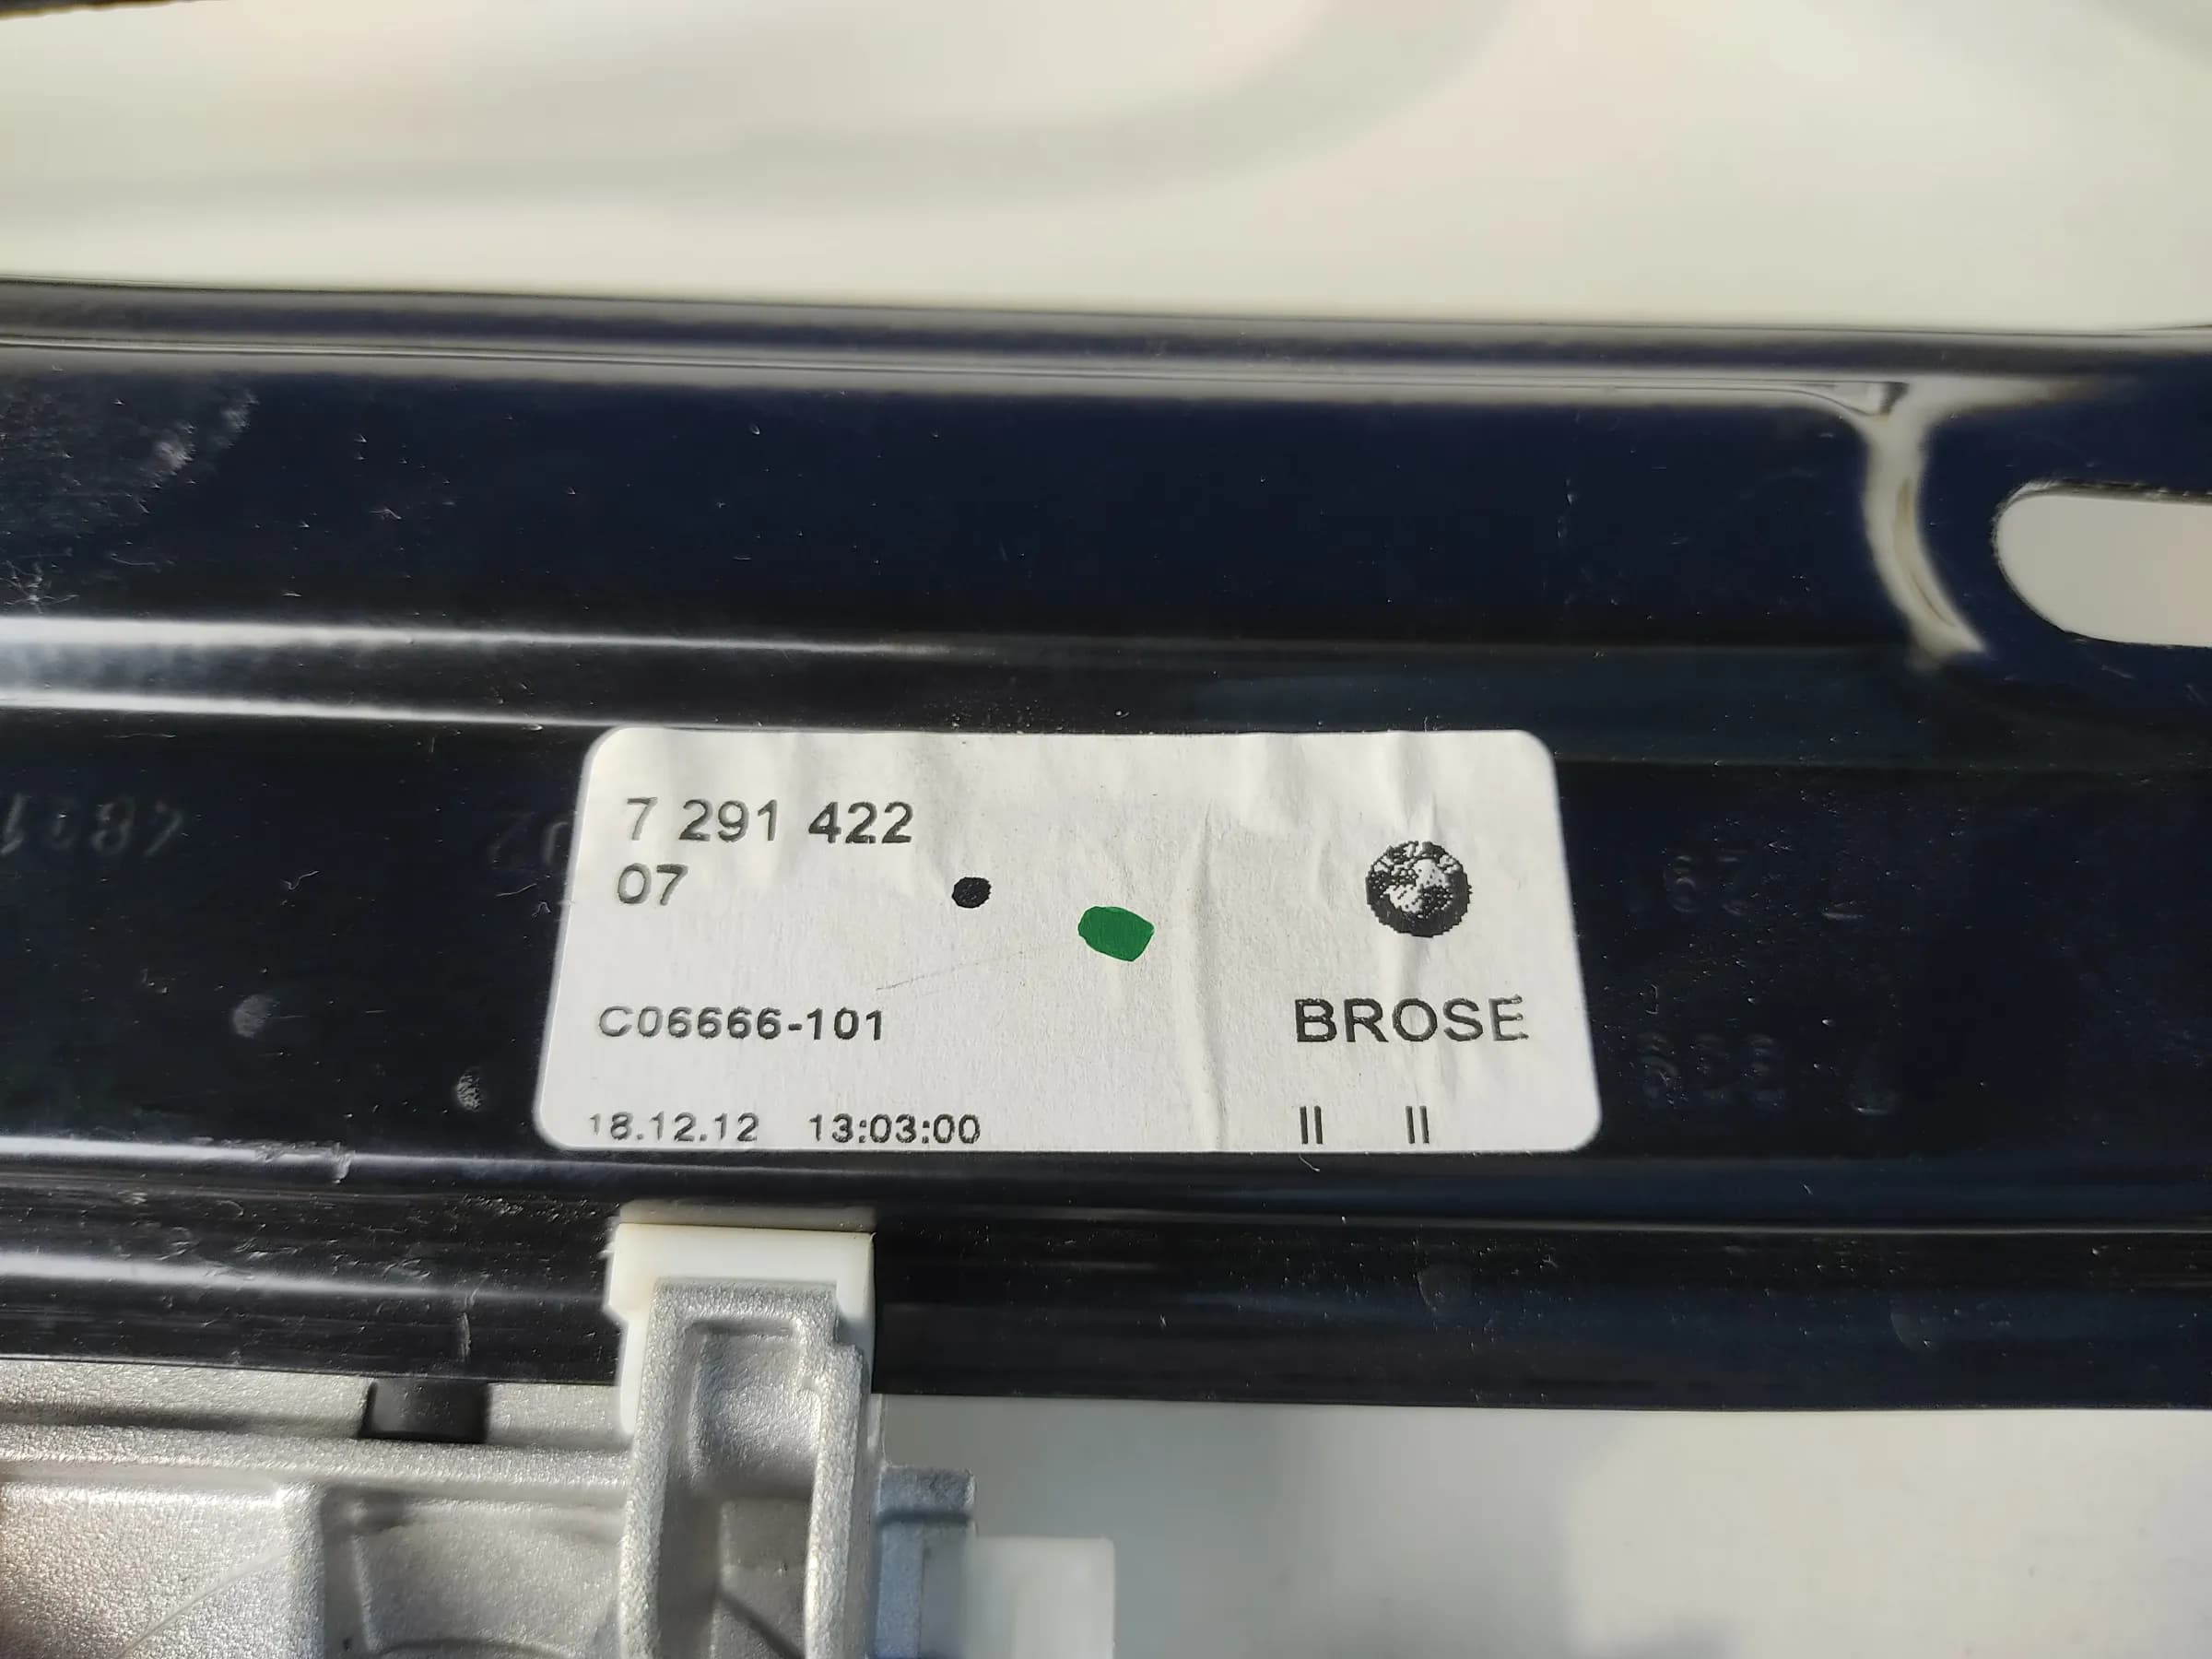 7 291 422
07
C06666-101
BROSE
18.12.12 13:03:00 II II